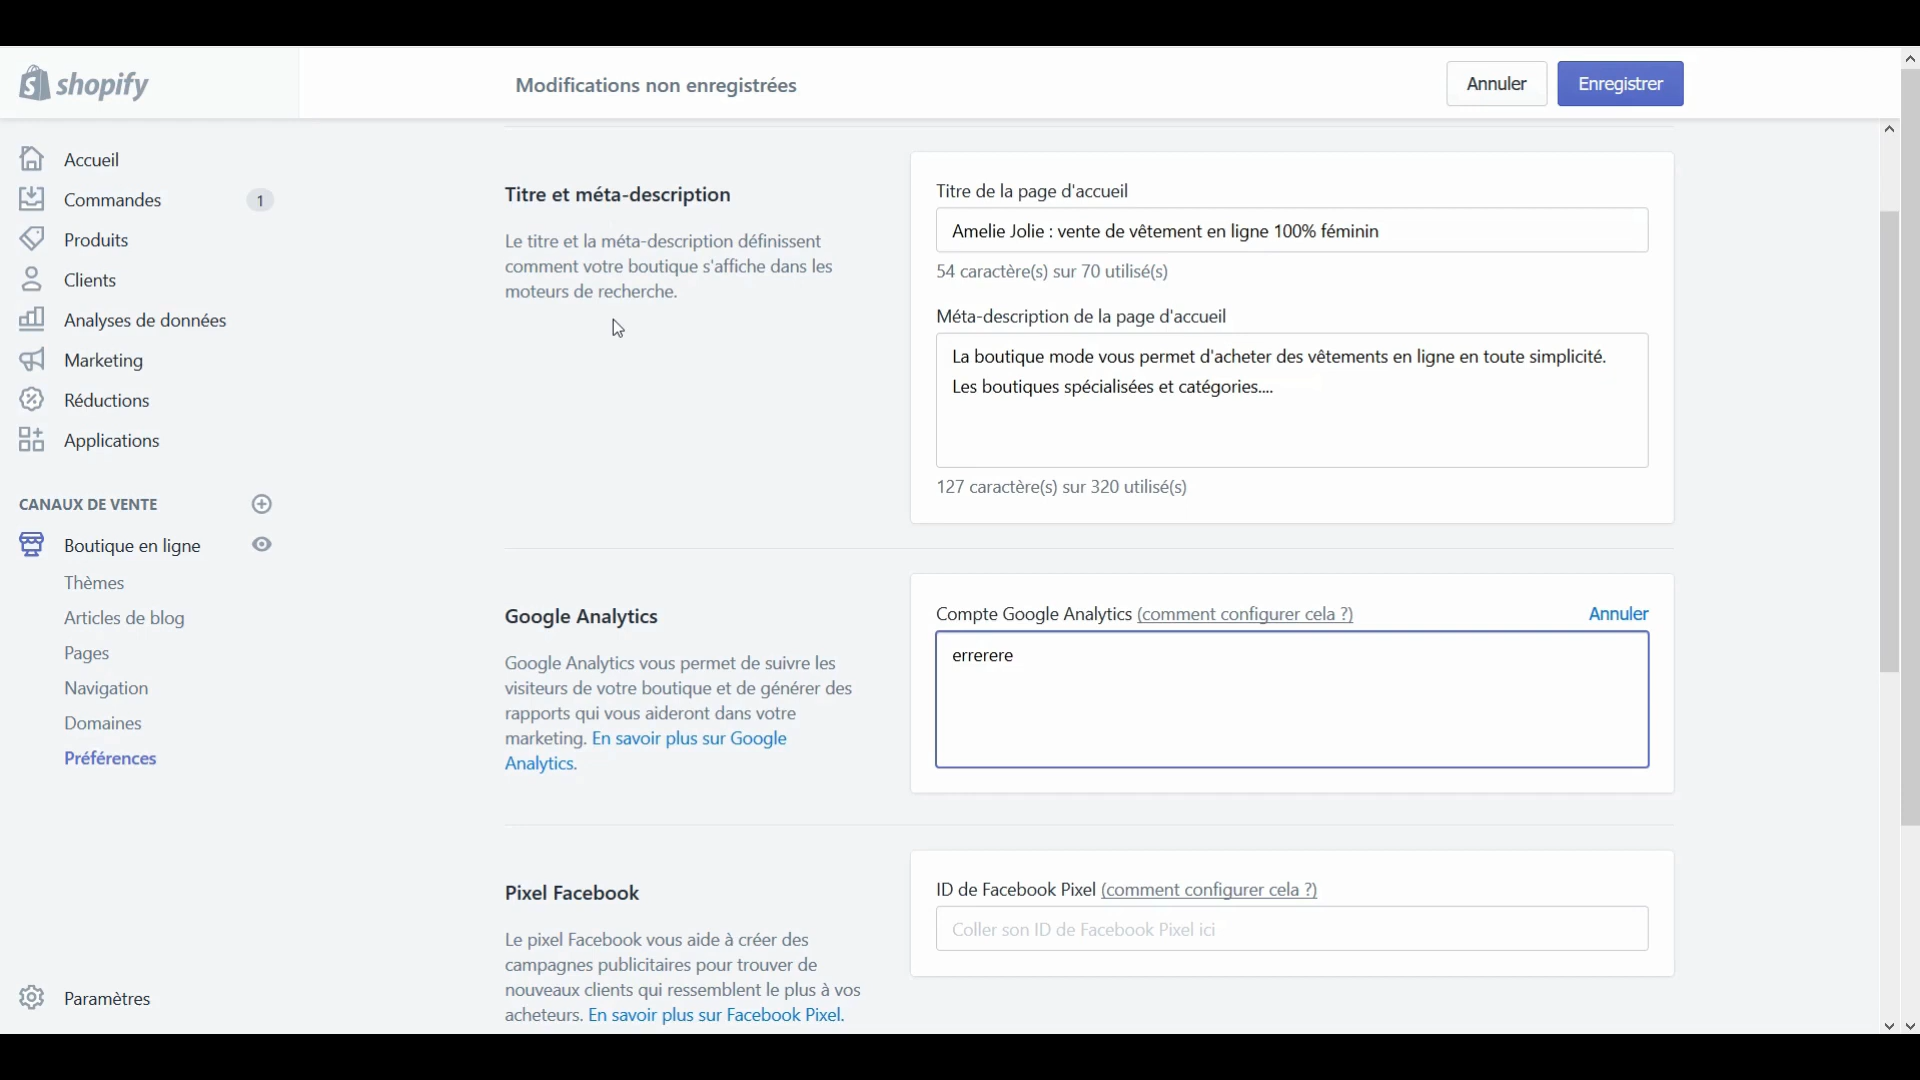 shopify
Modifications non enregistrées
Annuler
Enregistrer
Accueil
Commandes
1
Produits
Clients
Analyses de données
Marketing
Réductions
Applications
CANAUX DE VENTE
Boutique en ligne
Thèmes
Articles de blog
Pages
Navigation
Domaines
Préférences
Paramètres
Titre et méta-description
Le titre et la méta-description définissent
comment votre boutique s'affiche dans les
moteurs de recherche.
Titre de la page d'accueil
Amelie Jolie : vente de vêtement en ligne 100% féminin
54 caractère(s) sur 70 utilisé(s)
Méta-description de la page d'accueil
La boutique mode vous permet d'acheter des vêtements en ligne en toute simplicité.
Les boutiques spécialisées et catégories....
127 caractère(s) sur 320 utilisé(s)
Google Analytics
Google Analytics vous permet de suivre les
visiteurs de votre boutique et de générer des
rapports qui vous aideront dans votre
marketing. En savoir plus sur Google
Analytics.
Compte Google Analytics (comment configurer cela ?)
Annuler
errerere
Pixel Facebook
Le pixel Facebook vous aide à créer des
campagnes publicitaires pour trouver de
nouveaux clients qui ressemblent le plus à vos
acheteurs. En savoir plus sur Facebook Pixel.
ID de Facebook Pixel (comment configurer cela ?)
Coller son ID de Facebook Pixel ici